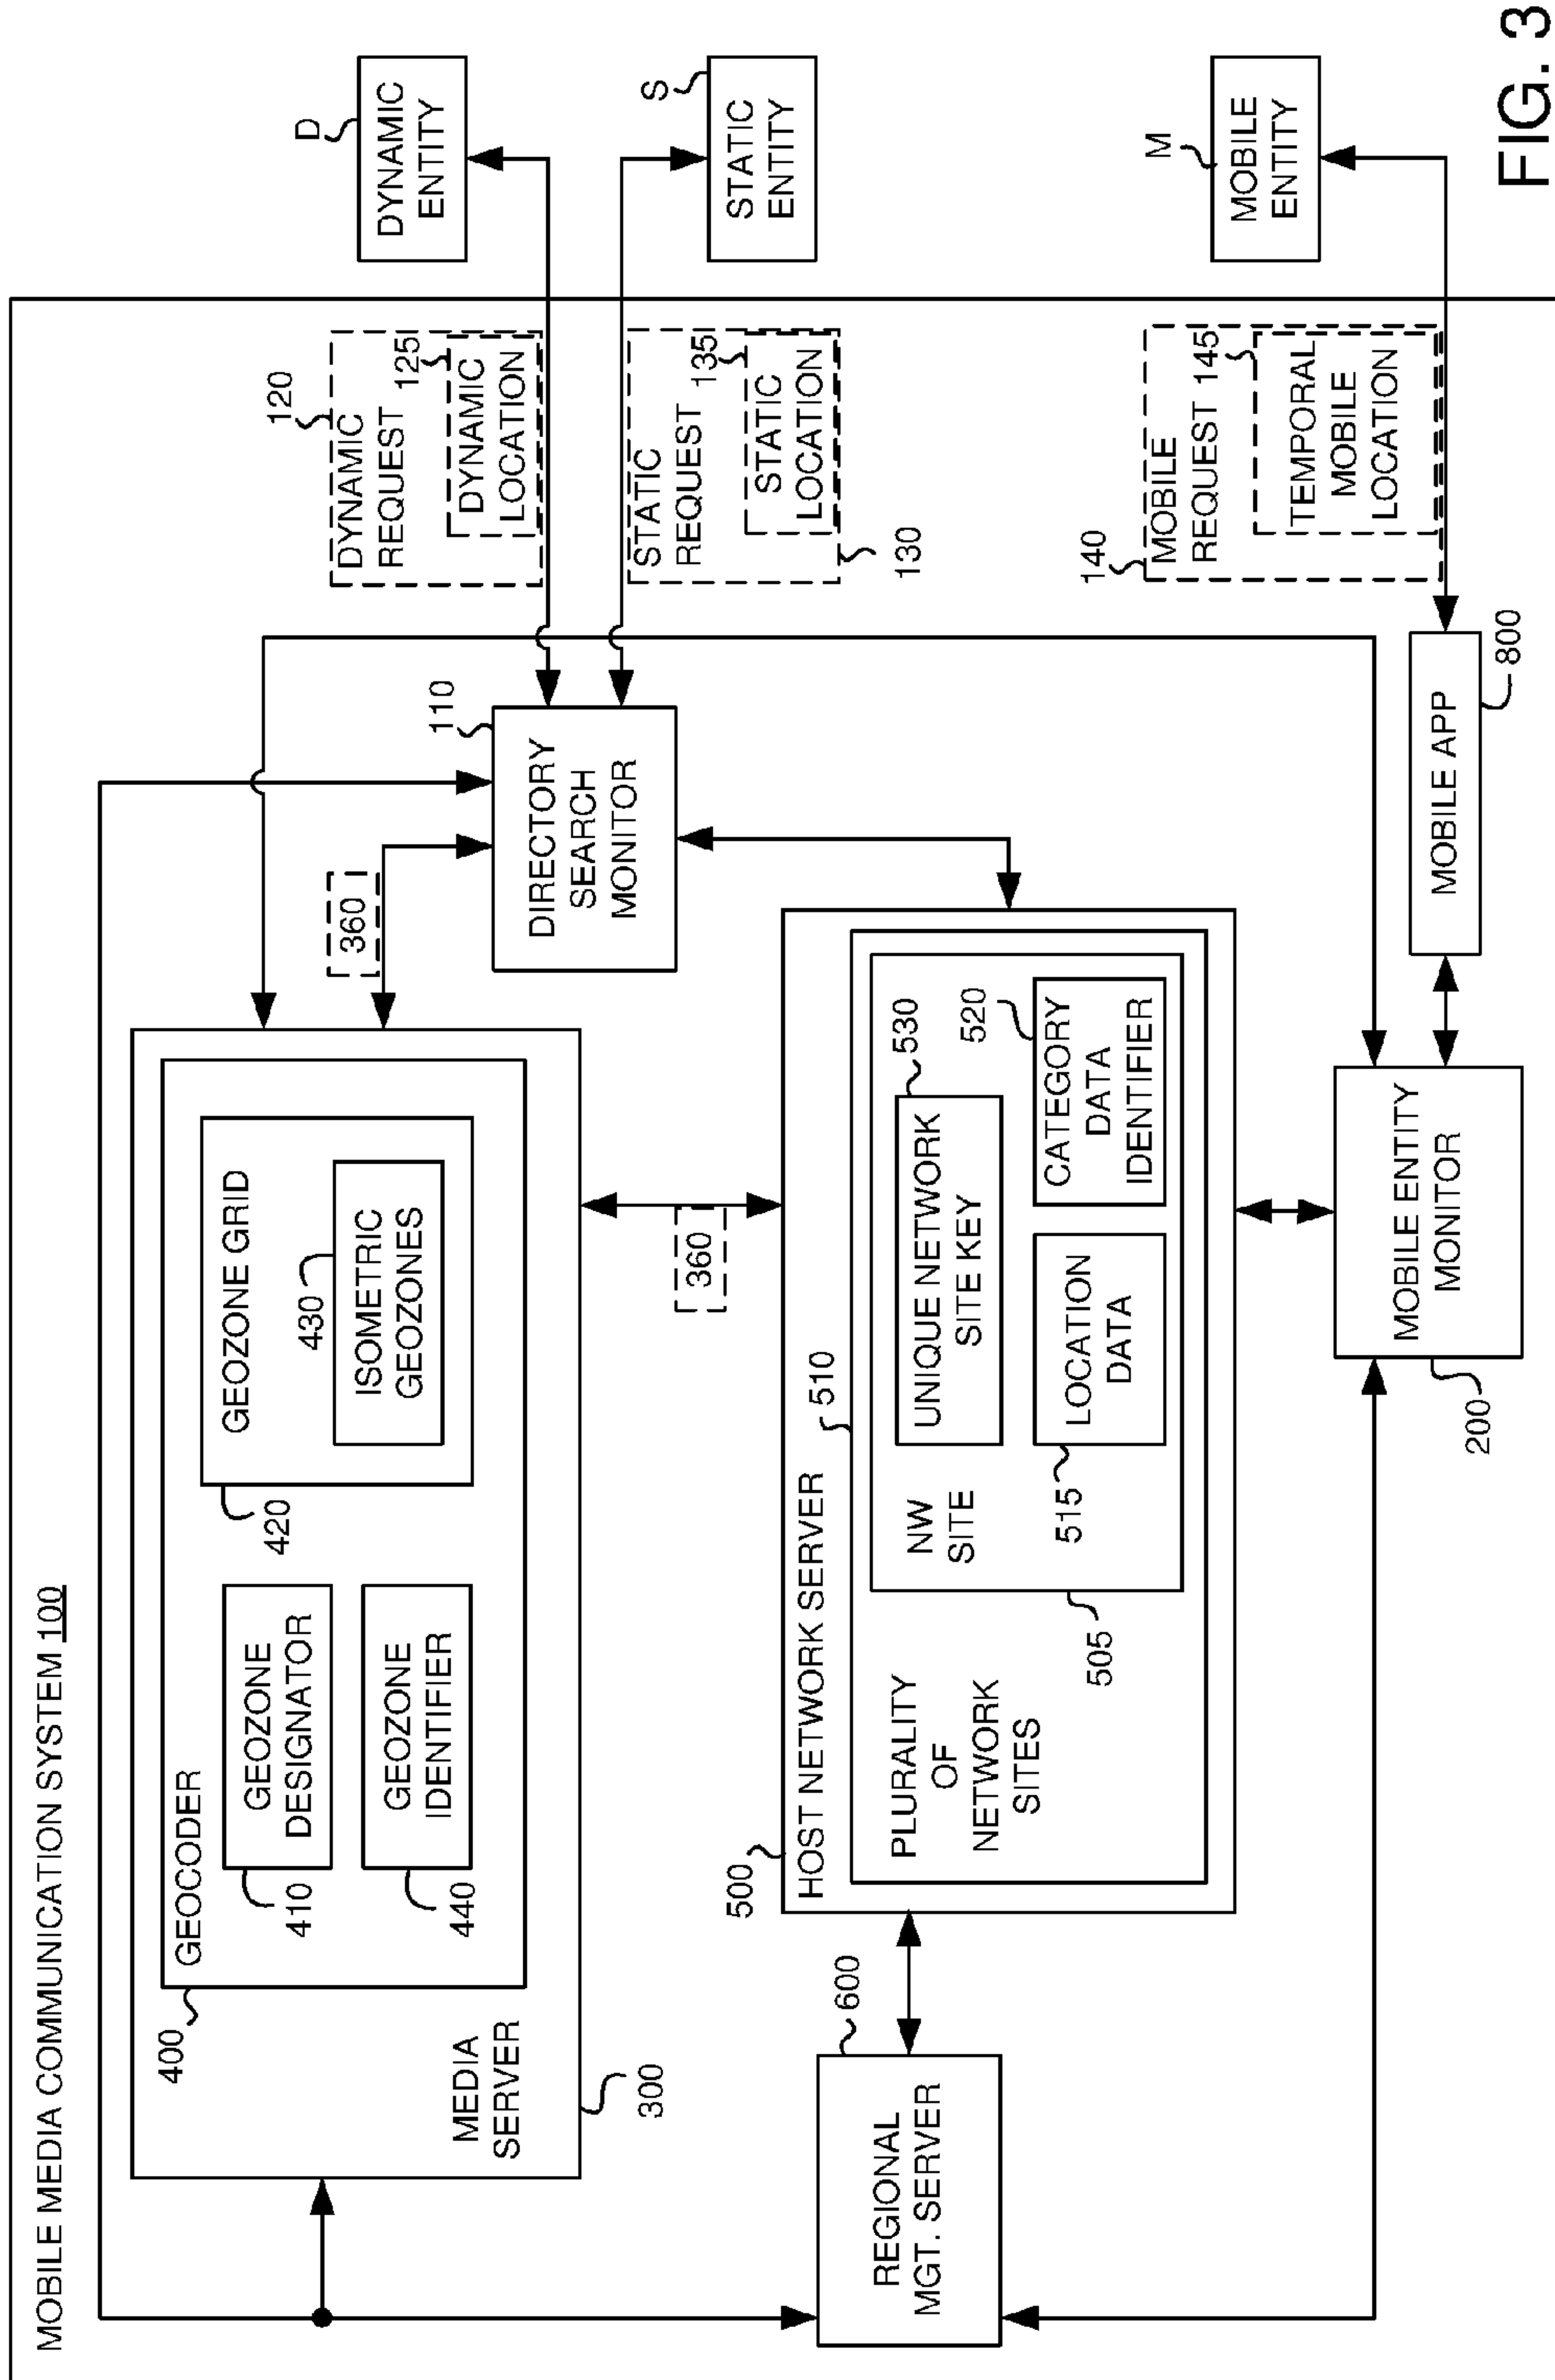 MOBILE MEDIA COMMUNICATION SYSTEM 100
400
GEOCODER
GEOZONE
DESIGNATOR
410
GEOZONE
IDENTIFIER
440
GEOZONE GRID
420
430
ISOMETRIC
GEOZONES
MEDIA
SERVER
300
360
110
DIRECTORY
SEARCH
MONITOR
120
DYNAMIC
REQUEST
125
DYNAMIC
LOCATION
D
DYNAMIC
ENTITY
STATIC
REQUEST
135
STATIC
LOCATION
130
S
STATIC
ENTITY
360
600
REGIONAL
MGT. SERVER
500
HOST NETWORK SERVER
510
PLURALITY
OF
NETWORK
SITES
505
NW
SITE
530
UNIQUE NETWORK
SITE KEY
515
LOCATION
DATA
520
CATEGORY
DATA
IDENTIFIER
200
MOBILE ENTITY
MONITOR
MOBILE APP
800
140
MOBILE
REQUEST
145
TEMPORAL
MOBILE
LOCATION
M
MOBILE
ENTITY
FIG. 3